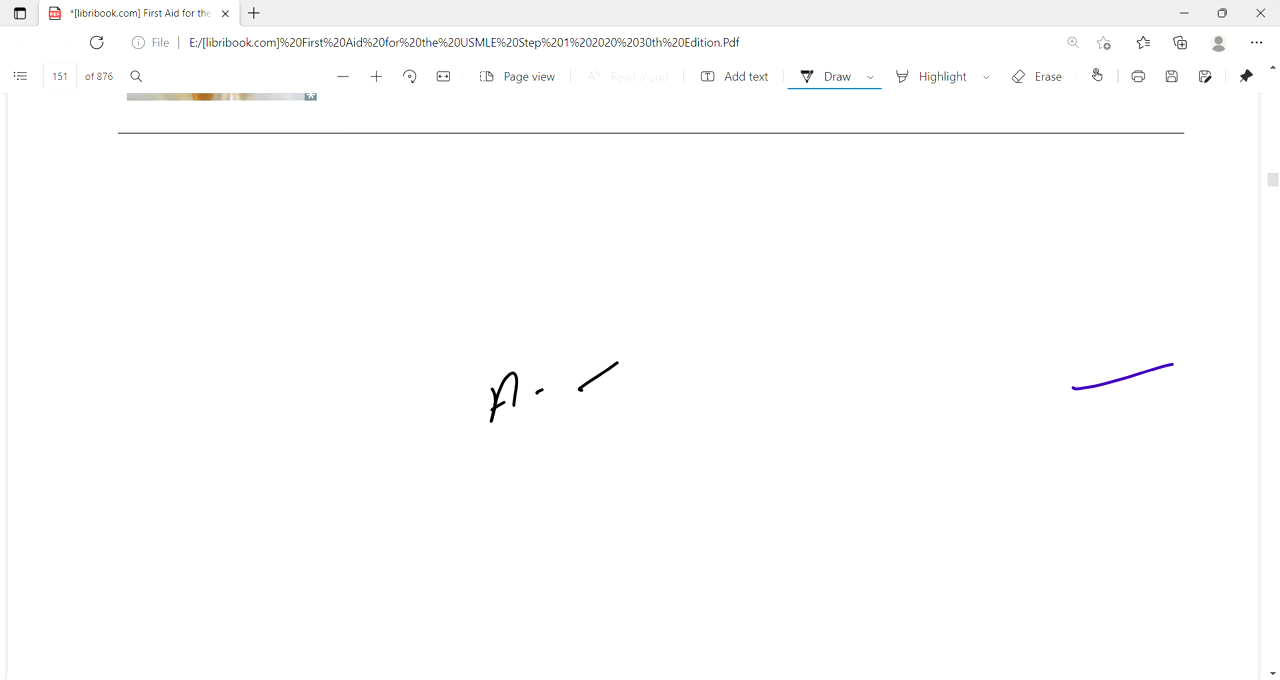 *[libribook.com] First Aid for the
File | E:/[libribook.com]%20First%20Aid%20for%20the%20USMLE%20Step%201%202020%2030th%20Edition.Pdf
151 of 876 Page view Read aloud Add text Draw Highlight Erase
A